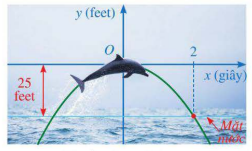 y (feet)
O
2
x (giây)
25
feet
Mặt
nước